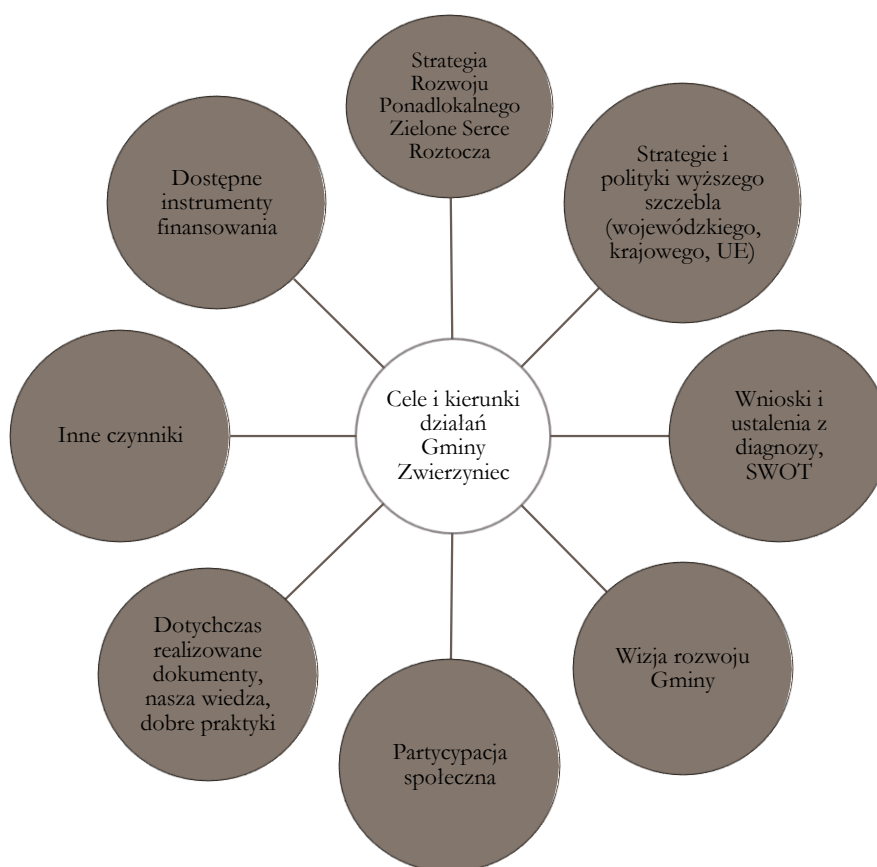 Strategia
Rozwoju
Ponadlokalnego
Zielone Serce
Roztocza
Strategie i
polityki wyższego
szczebla
(wojewódzkiego,
krajowego, UE)
Wnioski i
ustalenia z
diagnozy,
SWOT
Wizja rozwoju
Gminy
Partycypacja
społeczna
Dotychczas
realizowane
dokumenty,
nasza wiedza,
dobre praktyki
Inne czynniki
Dostępne
instrumenty
finansowania
Cele i kierunki
działań
Gminy
Zwierzyniec